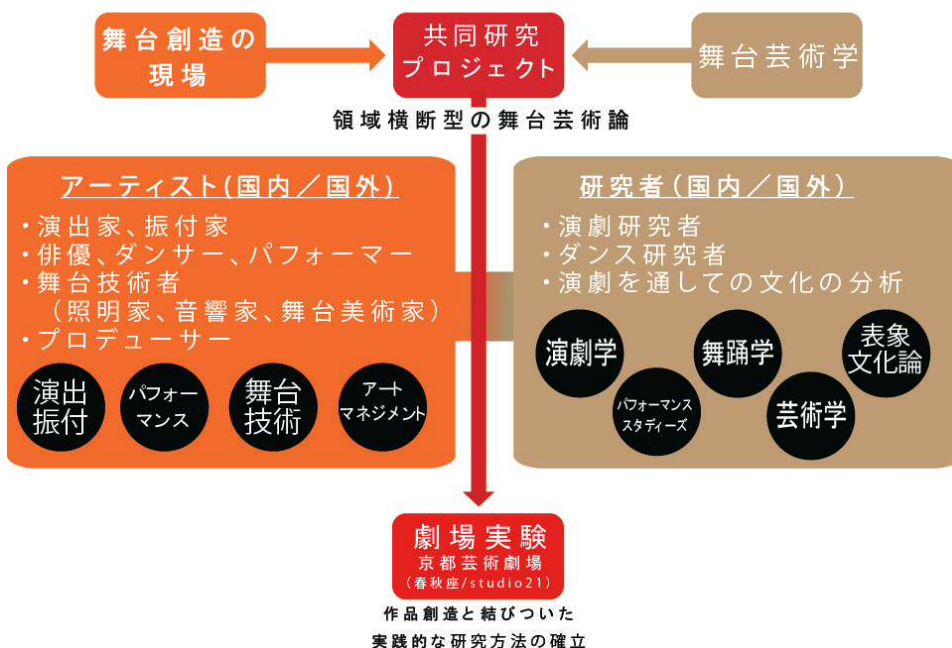 舞台創造の
現場
共同研究
プロジェクト
舞台芸術学
領域横断型の舞台芸術論
アーティスト(国内／国外)
・演出家、振付家
・俳優、ダンサー、パフォーマー
・舞台技術者
（照明家、音響家、舞台美術家）
・プロデューサー
演出
振付
パフォー
マンス
舞台
技術
アート
マネジメント
研究者(国内／国外)
・演劇研究者
・ダンス研究者
・演劇を通しての文化の分析
演劇学
パフォーマンス
スタディーズ
舞踊学
芸術学
表象
文化論
劇場実験
京都芸術劇場
(春秋座/studio21)
作品創造と結びついた
実践的な研究方法の確立